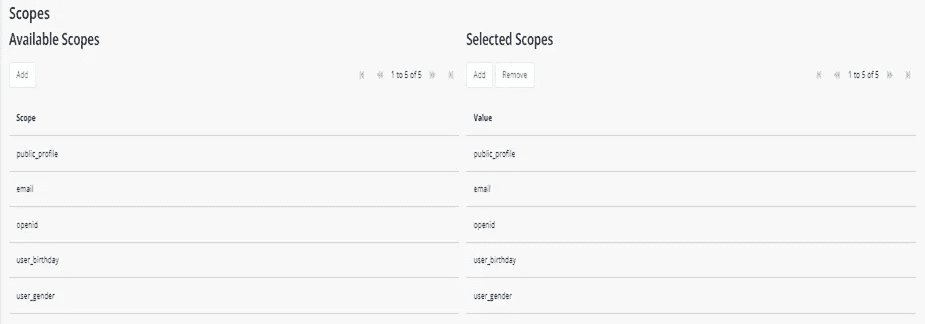 Scopes
Available Scopes
Add
1 to 5 of 5
Scope
public_profile
email
openid
user_birthday
user_gender
Selected Scopes
Add Remove
1 to 5 of 5
Value
public_profile
email
openid
user_birthday
user_gender